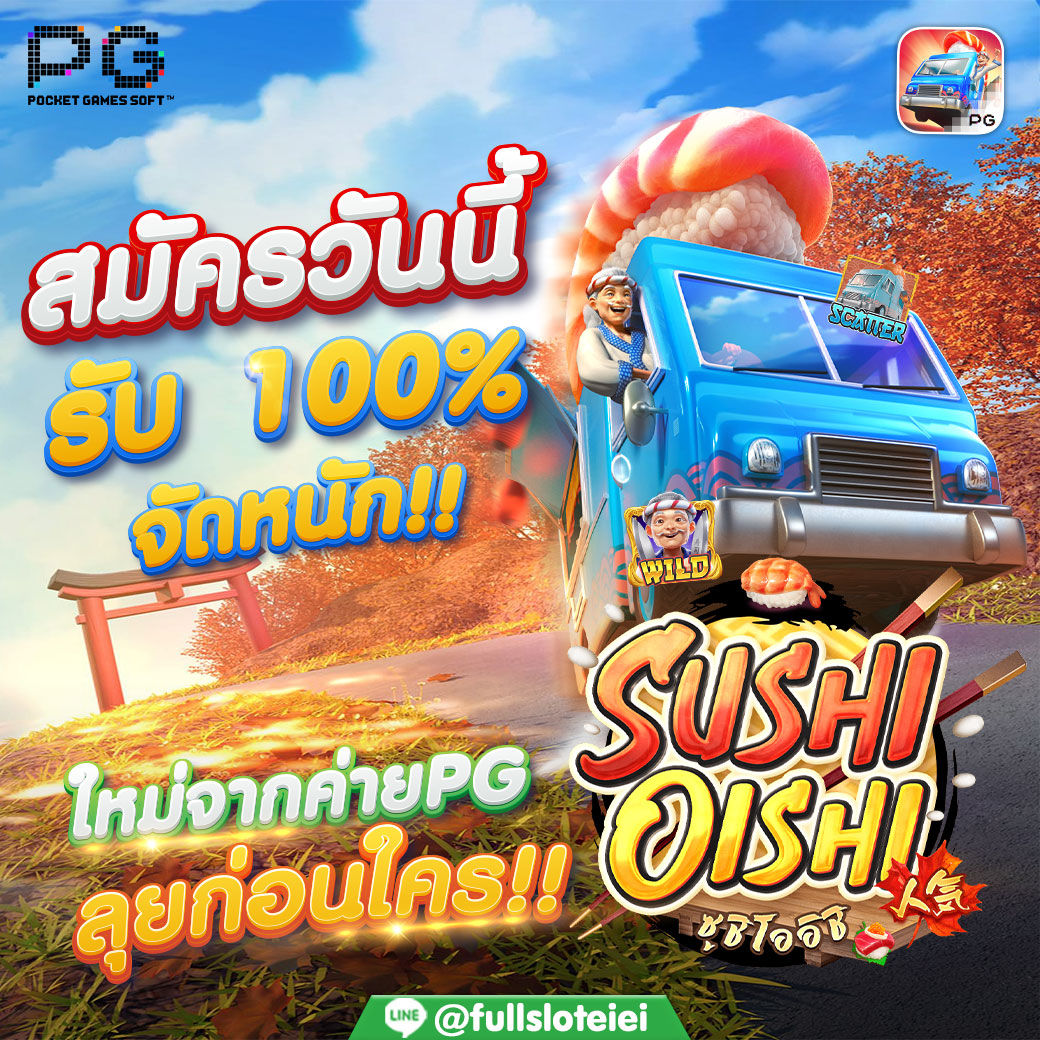 PG
POCKET GAMES SOFT™
PG
สมัครวันนี้
รับ 100%
จัดหนัก!!
SCATTER
WILD
SUSHI
OISHI
人気
ซุชิโออิชิ
ใหม่จากค่ายPG
ลุยก่อนใคร!!
LINE @fullsloteiei